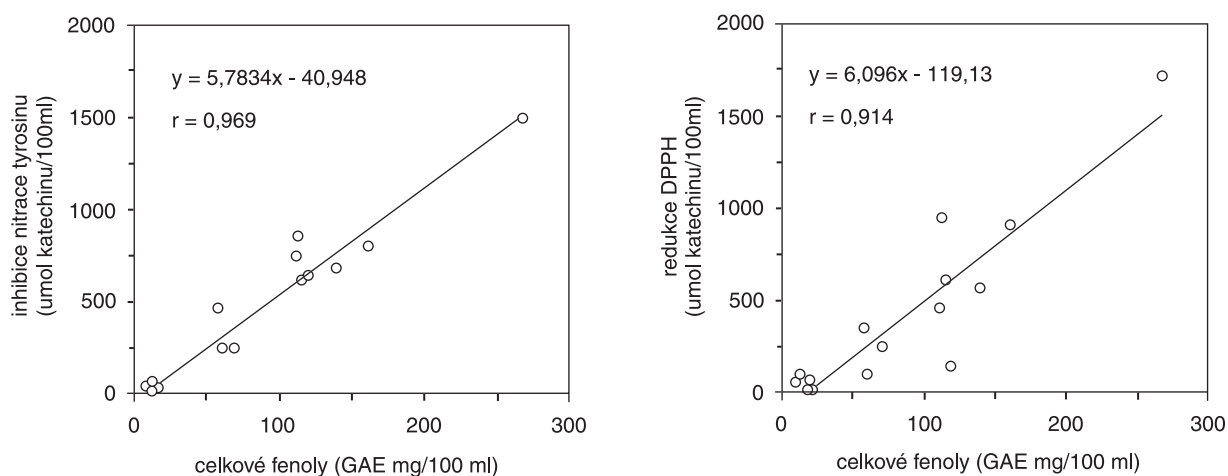 2000
1500
1000
500
0
y = 5,7834x - 40,948
r = 0,969
inhibice nitrace tyrosinu
(umol katechinu/100ml)
0
100
200
300
celkové fenoly (GAE mg/100 ml)
2000
1500
1000
500
0
y = 6,096x - 119,13
r = 0,914
redukce DPPH
(umol katechinu/100ml)
0
100
200
300
celkové fenoly (GAE mg/100 ml)